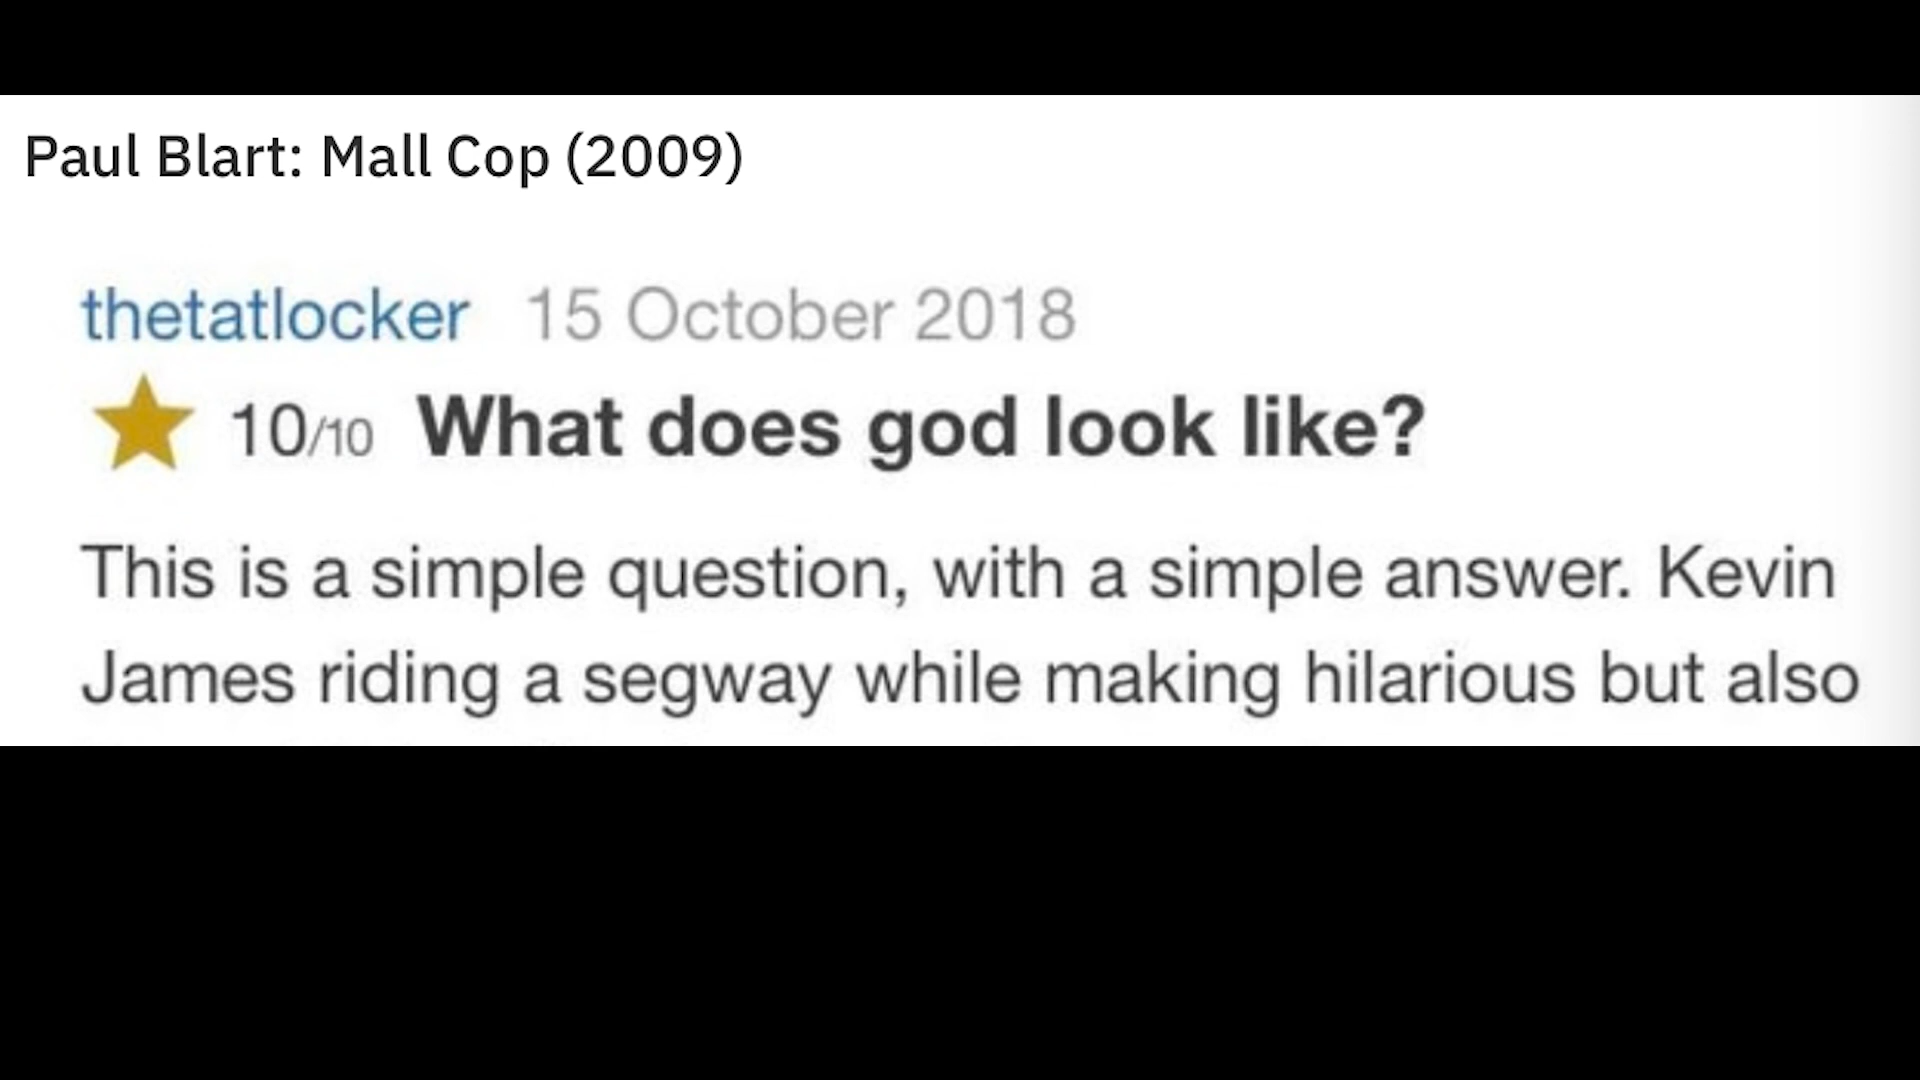 Paul Blart: Mall Cop (2009)
thetatlocker 15 October 2018
10/10 What does god look like?
This is a simple question, with a simple answer. Kevin
James riding a segway while making hilarious but also